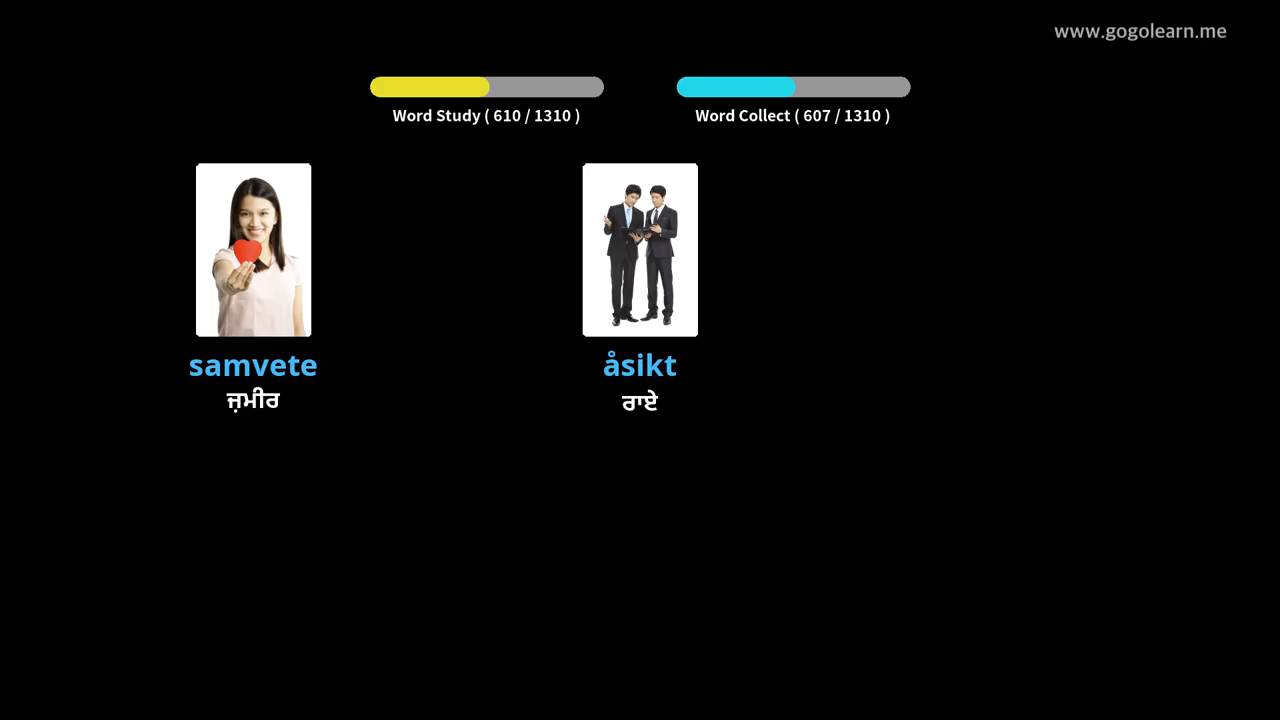 www.gogolearn.me
Word Study ( 610 / 1310 )
Word Collect ( 607 / 1310 )
samvete
ਜ਼ਮੀਰ
åsikt
ਰਾਏ